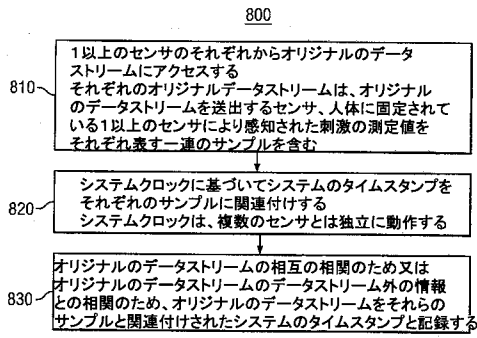 800
810
1以上のセンサのそれぞれからオリジナルのデータ
ストリームにアクセスする
それぞれのオリジナルデータストリームは、オリジナル
のデータストリームを送出するセンサ、人体に固定されて
いる1以上のセンサにより感知された刺激の測定値を
それぞれ表す一連のサンプルを含む
820
システムクロックに基づいてシステムのタイムスタンプを
それぞれのサンプルに関連付けする
システムクロックは、複数のセンサとは独立に動作する
830
オリジナルのデータストリームの相互の相関のため又は
オリジナルのデータストリームのデータストリーム外の情報
との相関のため、オリジナルのデータストリームをそれらの
サンプルと関連付けされたシステムのタイムスタンプと記録する